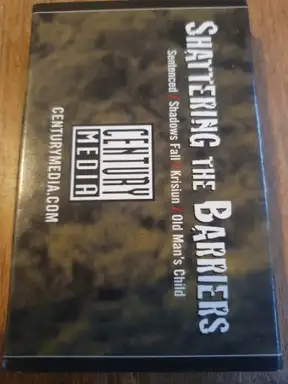 SHATTERING THE BARRIERS
Sentenced / Shadows Fall / Krisiun / Old Man's Child
CENTURY
MEDIA
CENTURYMEDIA.COM